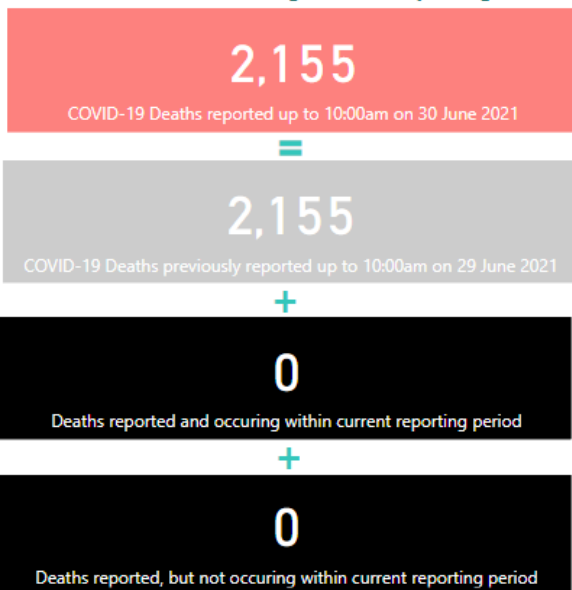 2,155
COVID-19 Deaths reported up to 10:00am on 30 June 2021
=
2,155
COVID-19 Deaths previously reported up to 10:00am on 29 June 2021
+
0
Deaths reported and occuring within current reporting period
+
0
Deaths reported, but not occuring within current reporting period